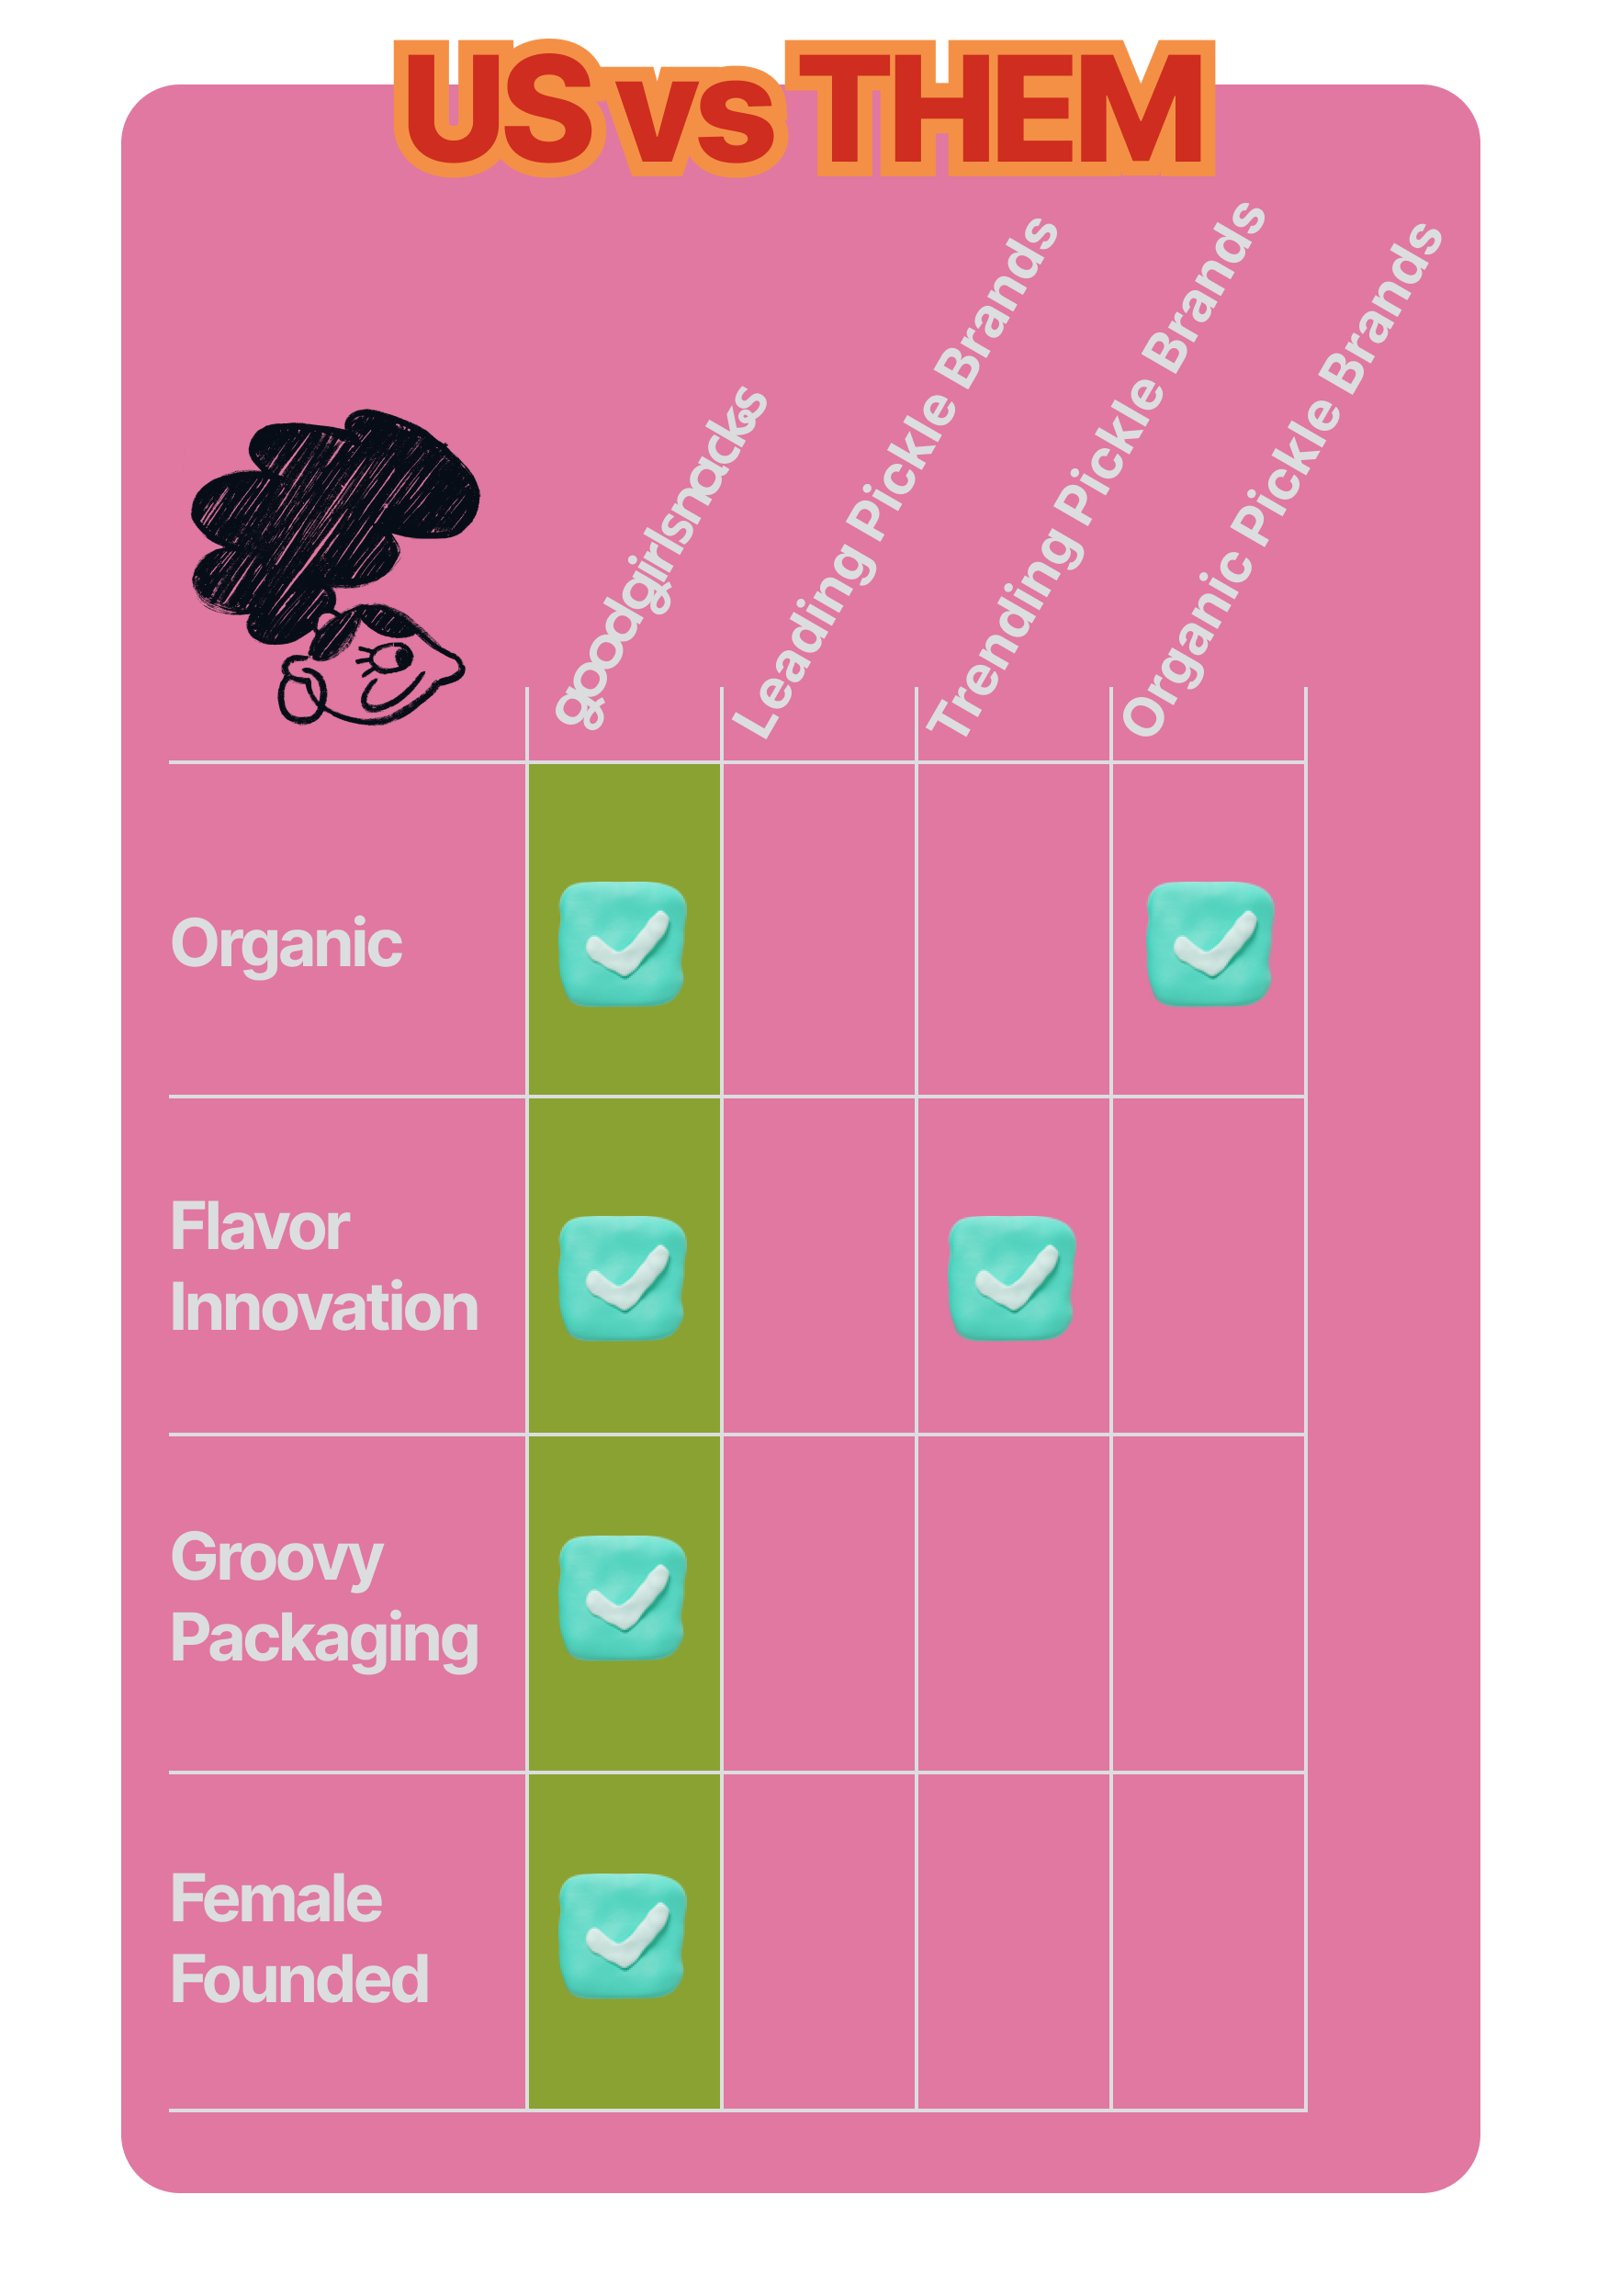 US vs THEM
goodgirlsnacks
Leading Pickle Brands
Trending Pickle Brands
Organic Pickle Brands
Organic
Flavor
Innovation
Groovy
Packaging
Female
Founded